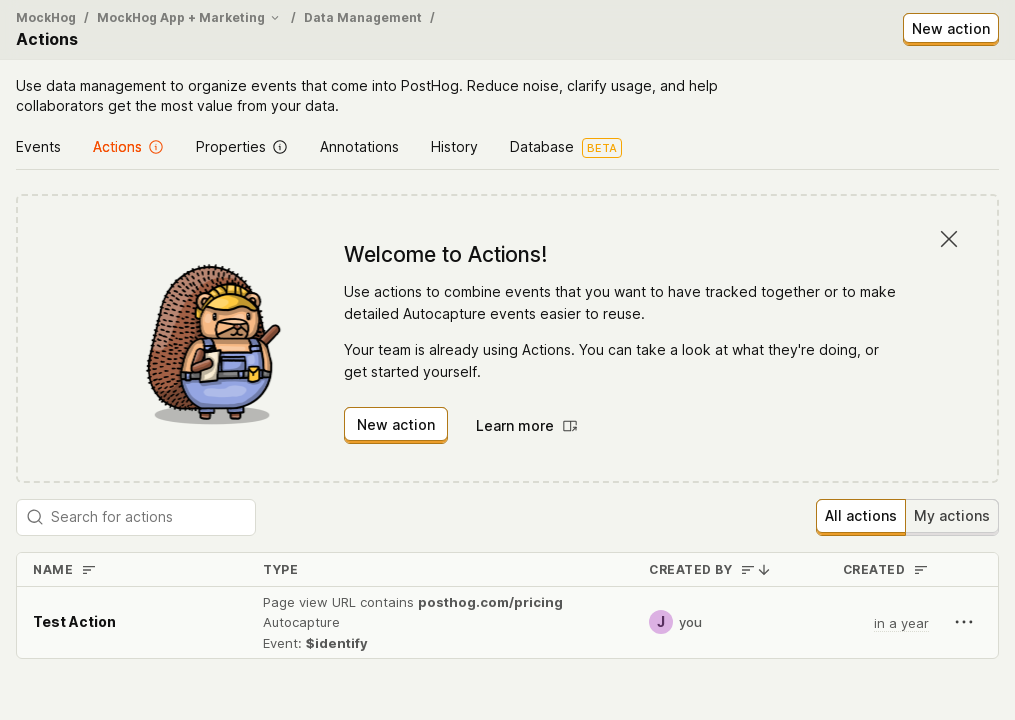 MockHog / MockHog App + Marketing / Data Management /
Actions
New action
Use data management to organize events that come into PostHog. Reduce noise, clarify usage, and help
collaborators get the most value from your data.
Events Actions Properties Annotations History Database BETA
Welcome to Actions!
Use actions to combine events that you want to have tracked together or to make
detailed Autocapture events easier to reuse.
Your team is already using Actions. You can take a look at what they're doing, or
get started yourself.
New action Learn more
Search for actions All actions My actions
NAME TYPE CREATED BY CREATED
Page view URL contains posthog.com/pricing
Test Action Autocapture J you in a year
Event: $identify